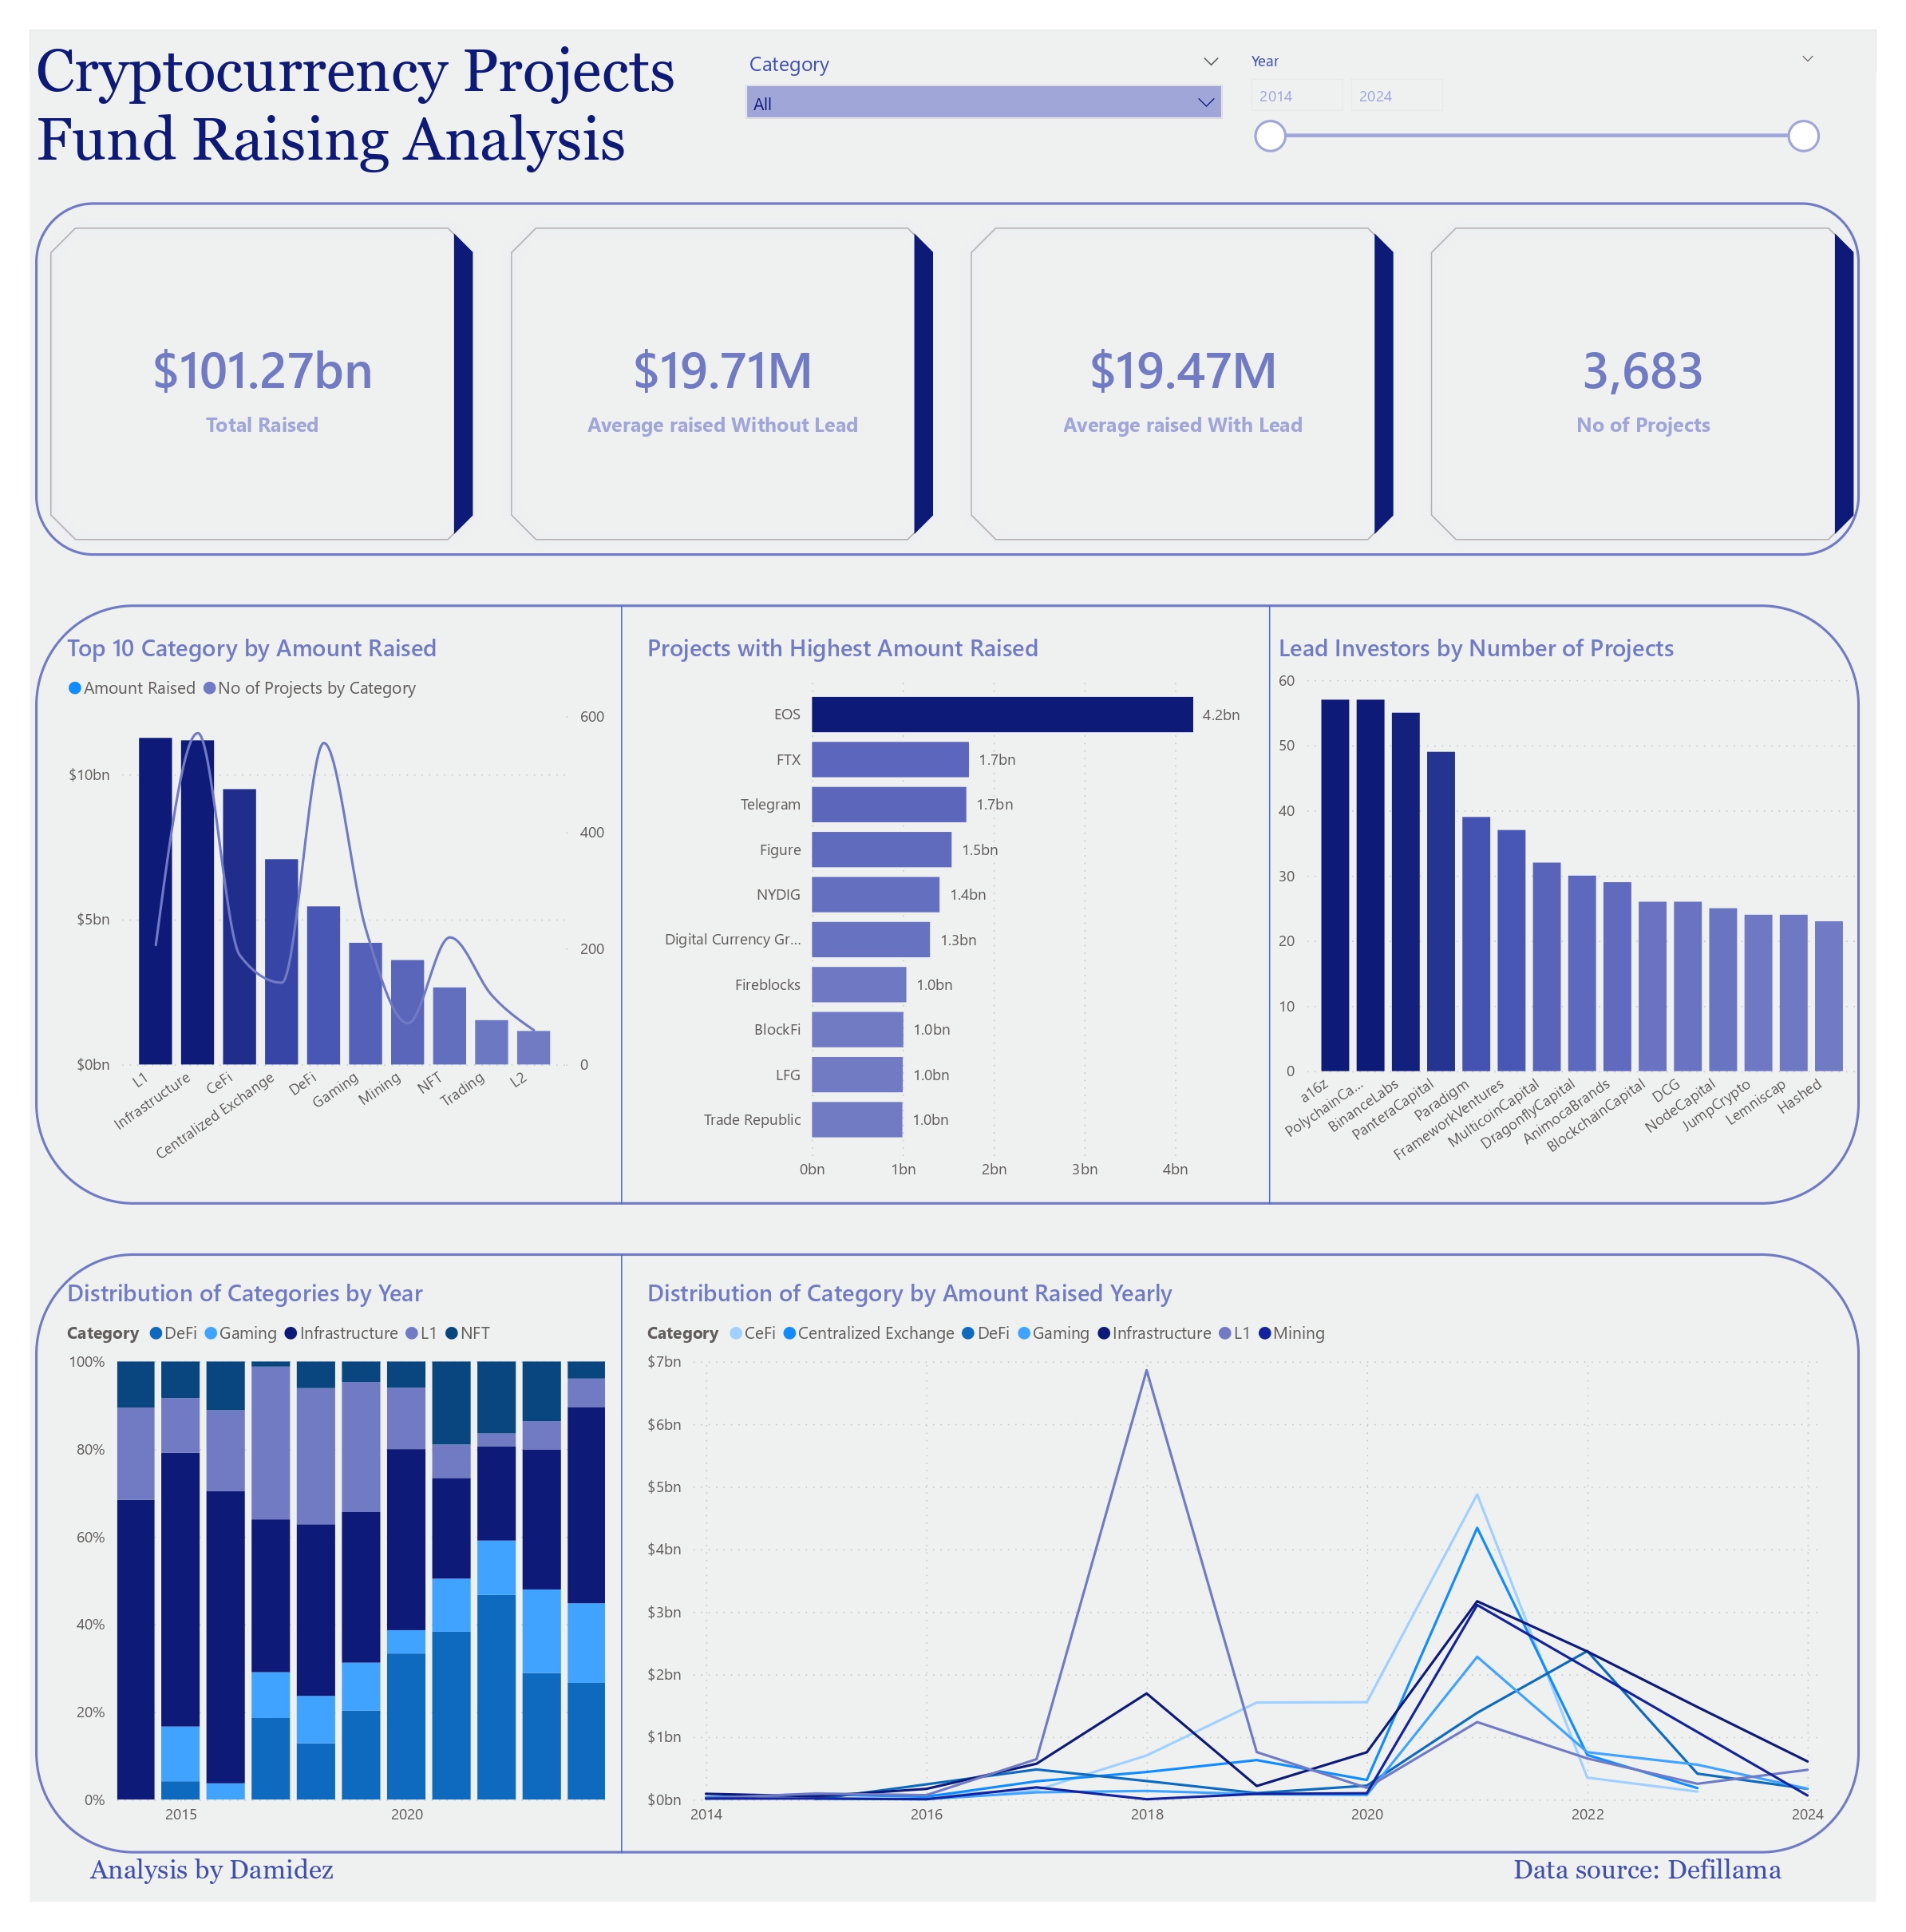 Cryptocurrency Projects
Fund Raising Analysis
Category
All
Year
2014 2024
$101.27bn
Total Raised
$19.71M
Average raised Without Lead
$19.47M
Average raised With Lead
3,683
No of Projects
Top 10 Category by Amount Raised
Amount Raised No of Projects by Category
600
$10bn
400
$5bn
200
$0bn
0
L1
Infrastructure
CeFi
Centralized Exchange
DeFi
Gaming
Mining
NFT
Trading
L2
Projects with Highest Amount Raised
EOS 4.2bn
FTX 1.7bn
Telegram 1.7bn
Figure 1.5bn
NYDIG 1.4bn
Digital Currency Gr... 1.3bn
Fireblocks 1.0bn
BlockFi 1.0bn
LFG 1.0bn
Trade Republic 1.0bn
0bn 1bn 2bn 3bn 4bn
Lead Investors by Number of Projects
60
50
40
30
20
10
0
a16z
PolychainCa...
BinanceLabs
PanteraCapital
Paradigm
FrameworkVentures
MulticoinCapital
DragonflyCapital
AnimocaBrands
BlockchainCapital
DCG
NodeCapital
JumpCrypto
Lemniscap
Hashed
Distribution of Categories by Year
Category DeFi Gaming Infrastructure L1 NFT
100%
80%
60%
40%
20%
0%
2015 2020
Distribution of Category by Amount Raised Yearly
Category CeFi Centralized Exchange DeFi Gaming Infrastructure L1 Mining
$7bn
$6bn
$5bn
$4bn
$3bn
$2bn
$1bn
$0bn
2014 2016 2018 2020 2022 2024
Analysis by Damidez
Data source: Defillama